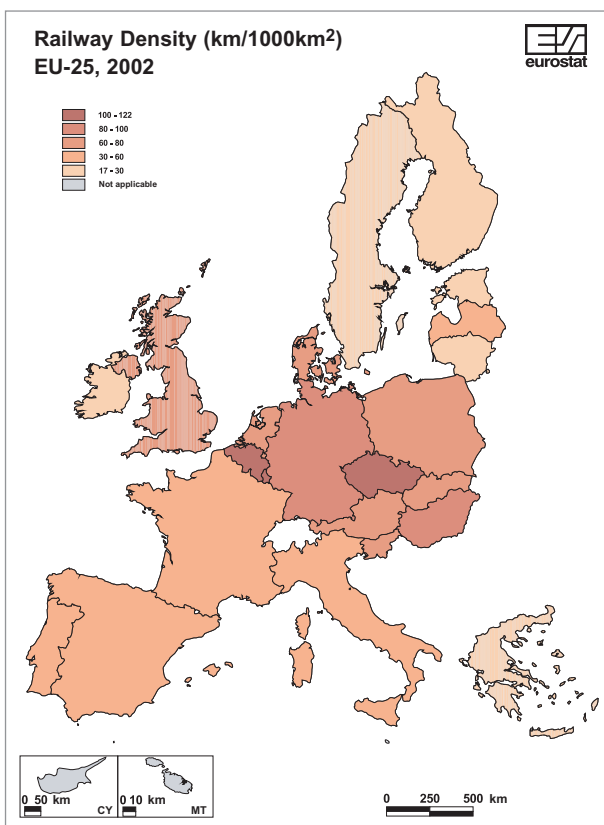 Railway Density (km/1000km²)
EU-25, 2002
eurostat
100 - 122
80 - 100
60 - 80
30 - 60
17 - 30
Not applicable
0 50 km
CY
0 10 km
MT
0 250 500 km